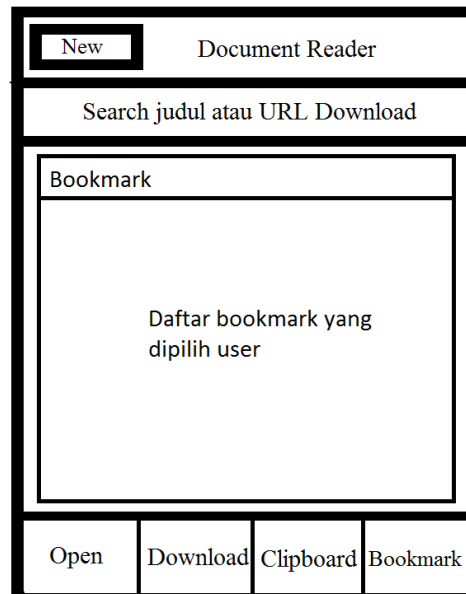 New
Document Reader
Search judul atau URL Download
Bookmark
Daftar bookmark yang
dipilih user
Open
Download
Clipboard
Bookmark